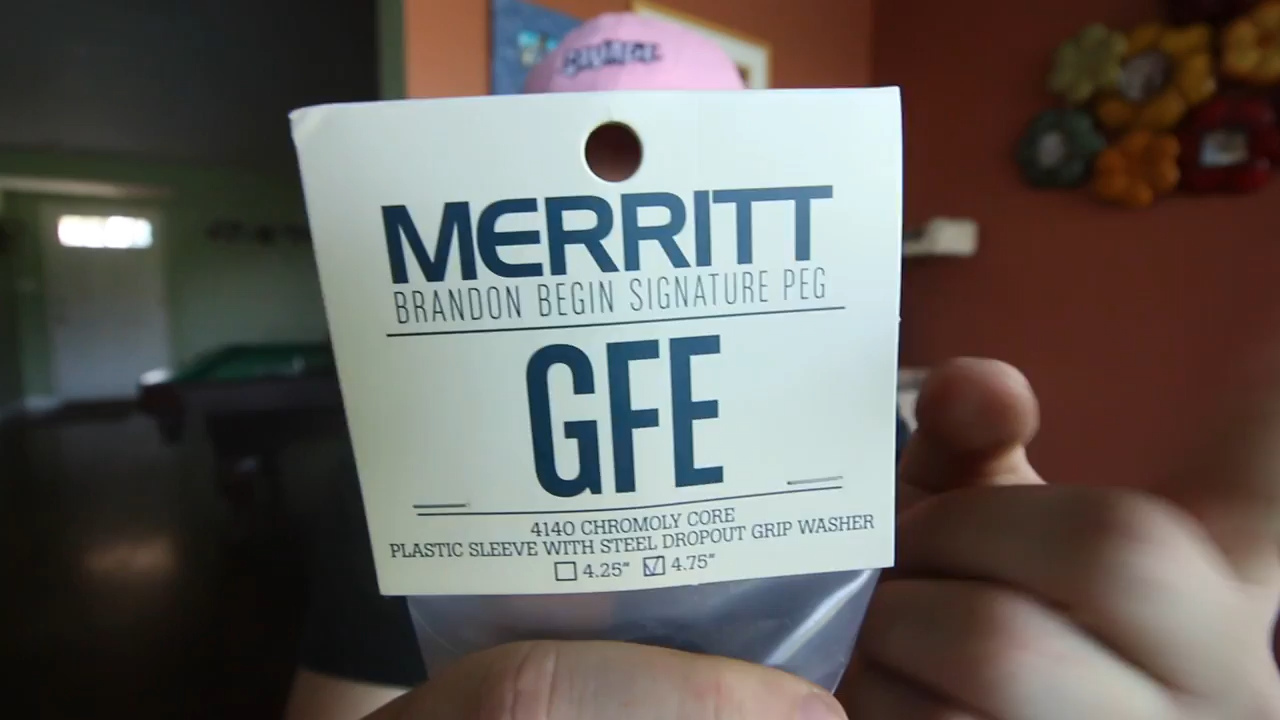 MERRITT
BRANDON BEGIN SIGNATURE PEG
GFE
4140 CHROMOLY CORE
PLASTIC SLEEVE WITH STEEL DROPOUT GRIP WASHER
4.25" 4.75"